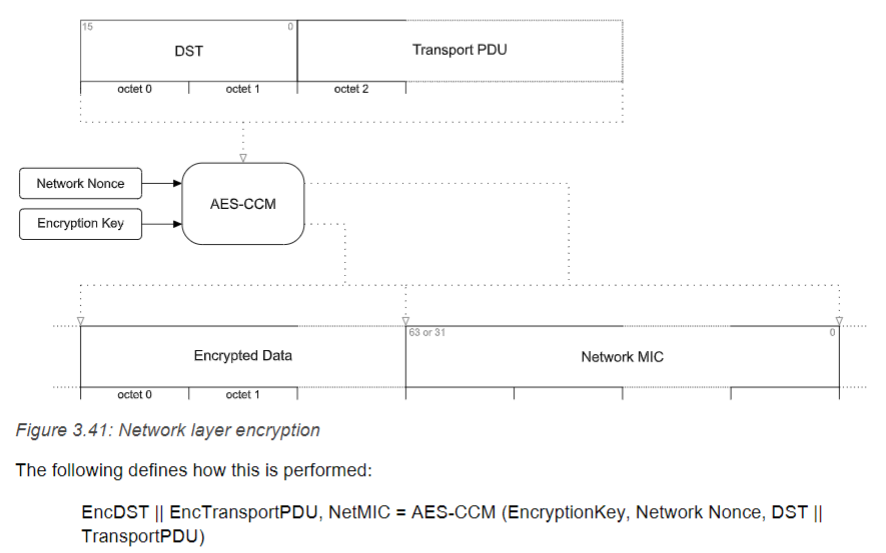 15 0
DST
Transport PDU
octet 0 octet 1 octet 2
Network Nonce
AES-CCM
Encryption Key
63 or 31 0
Encrypted Data
Network MIC
octet 0 octet 1
Figure 3.41: Network layer encryption
The following defines how this is performed:
EncDST || EncTransportPDU, NetMIC = AES-CCM (EncryptionKey, Network Nonce, DST ||
TransportPDU)